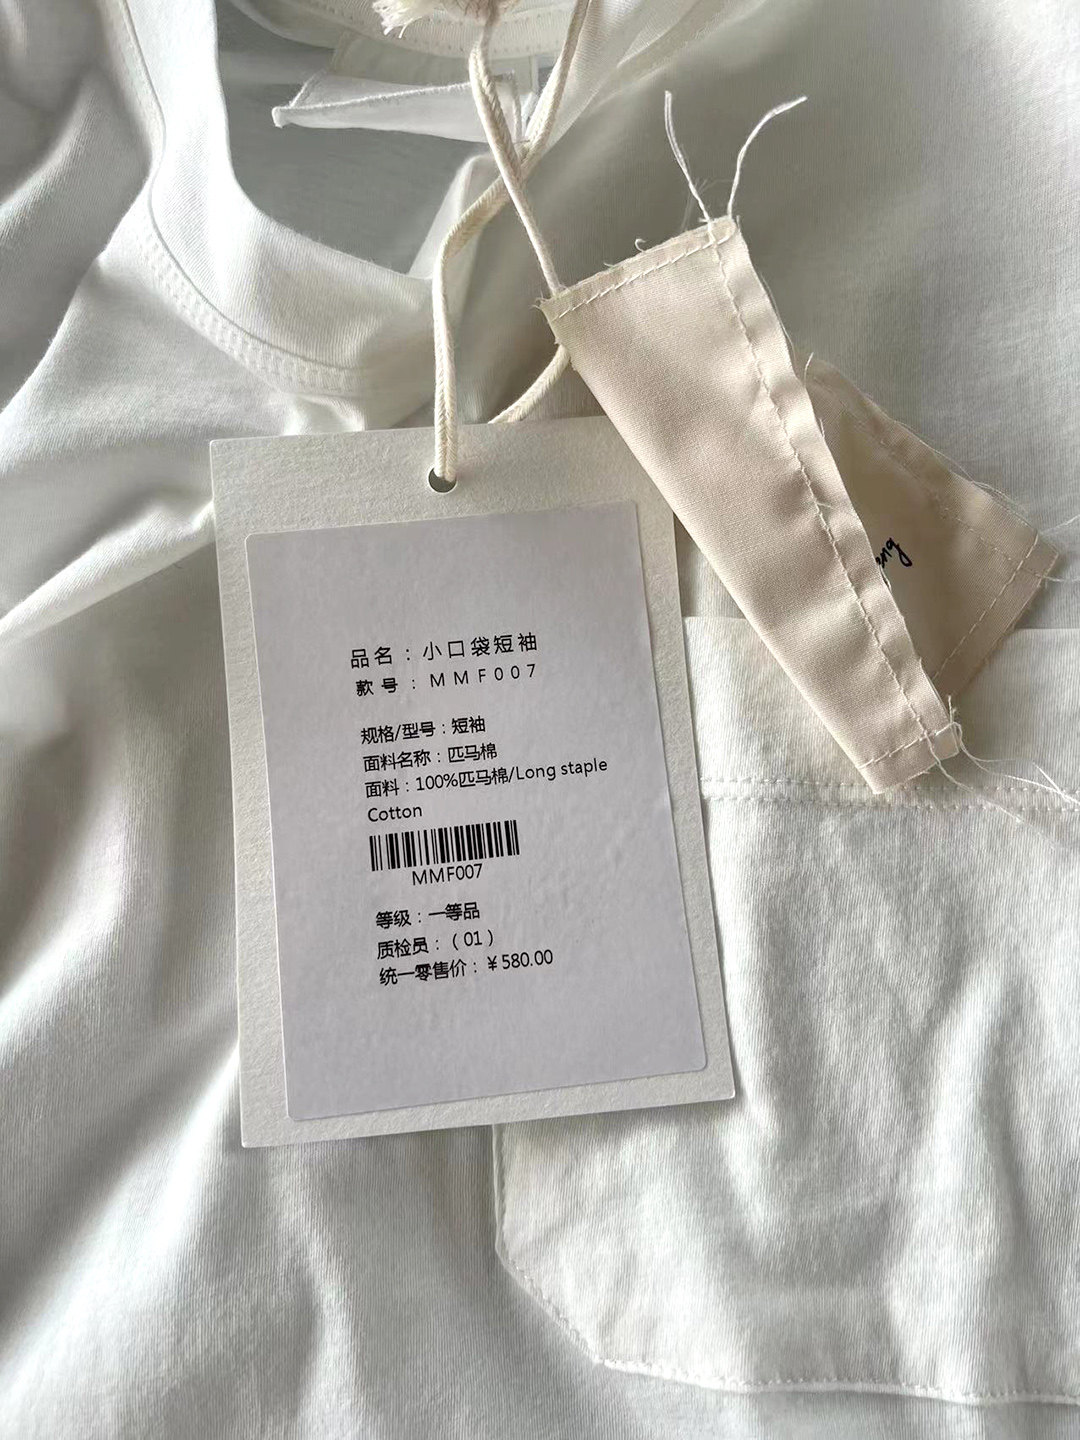 品名：小口袋短袖
款号：MMF007
规格/型号：短袖
面料名称：匹马棉
面料：100%匹马棉/Long staple
Cotton
MMF007
等级：一等品
质检员：（01）
统一零售价：￥580.00